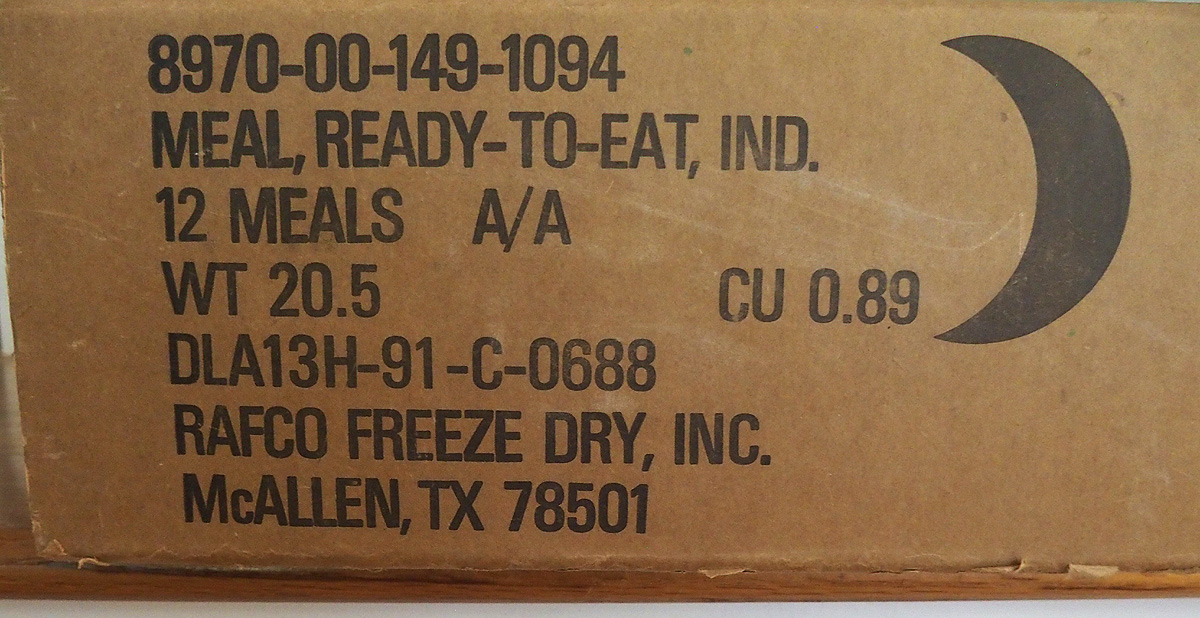 8970-00-149-1094
MEAL, READY-TO-EAT, IND.
12 MEALS A/A
WT 20.5 CU 0.89
DLA13H-91-C-0688
RAFCO FREEZE DRY, INC.
McALLEN, TX 78501